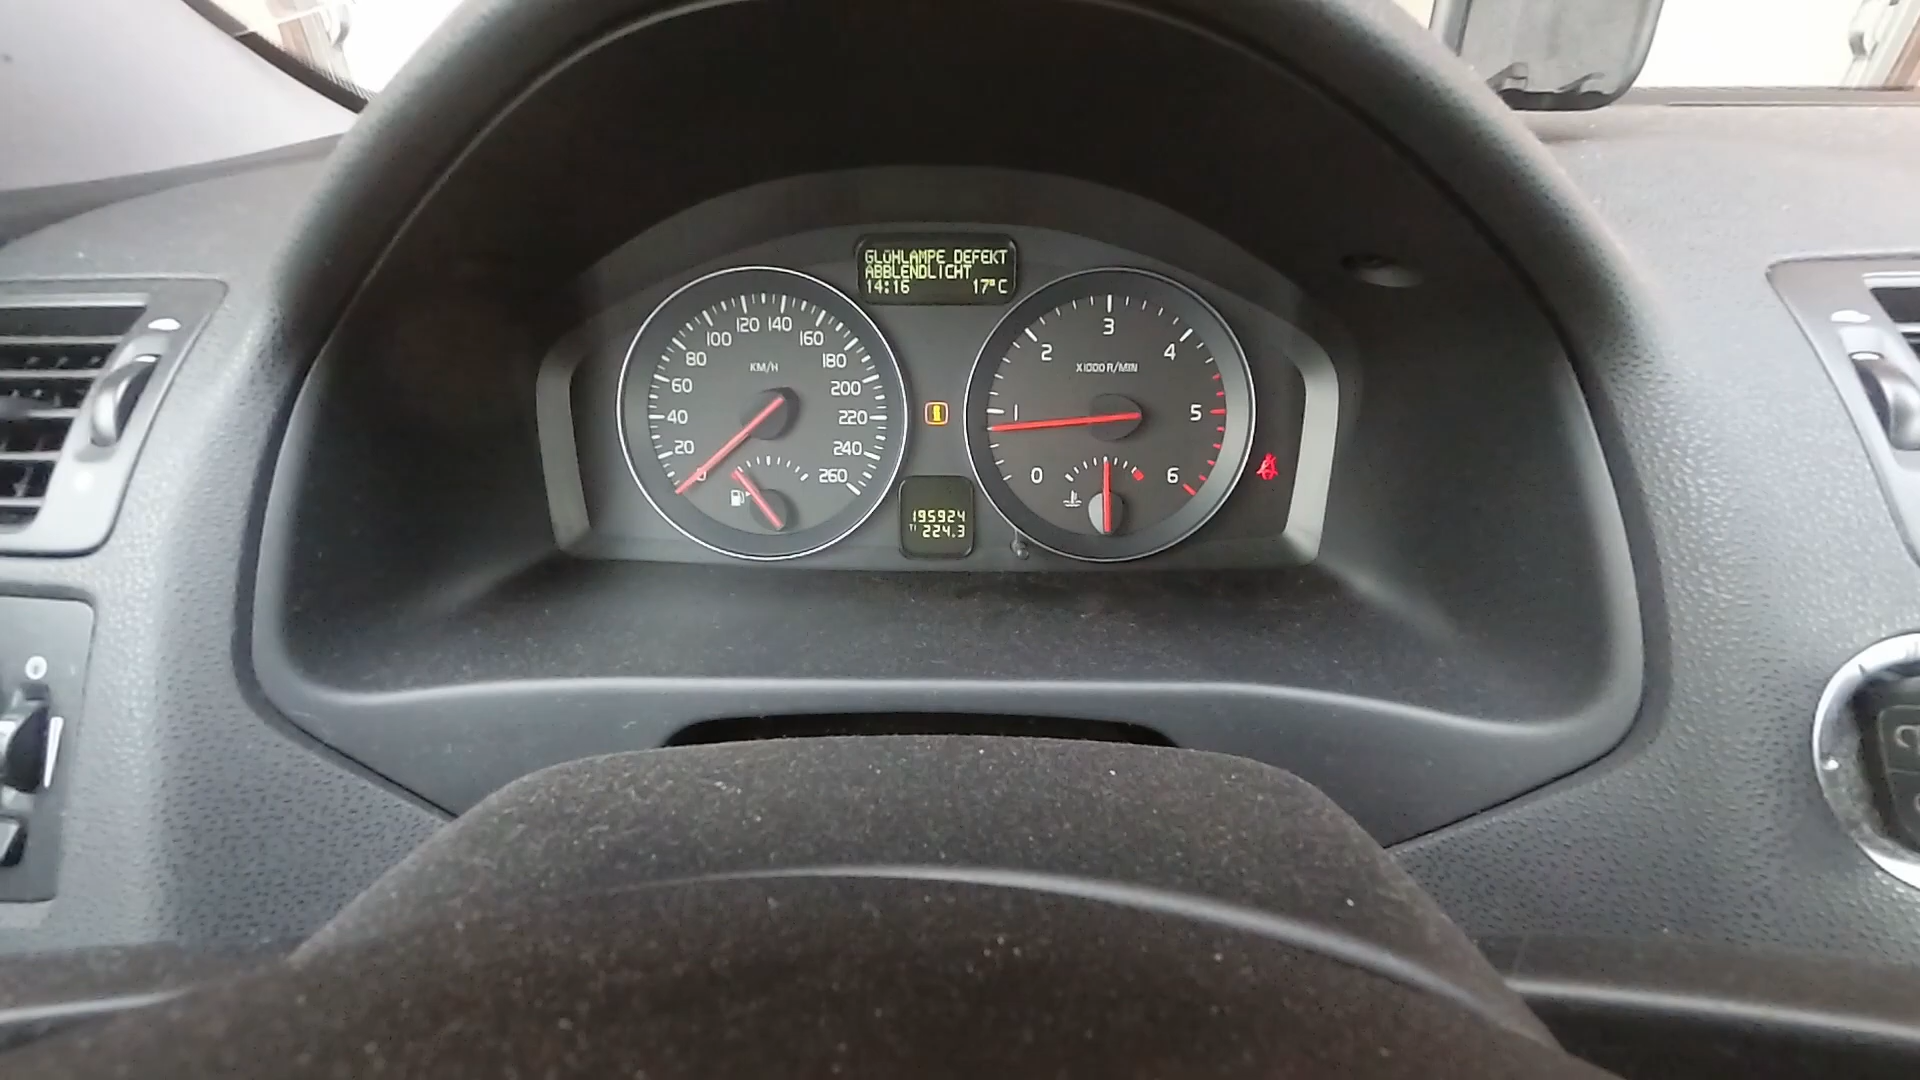 GLÜHLAMPE DEFEKT
ABBLENDLICHT
14:16 17°C
0 20 40 60 80 100 120 140 160 180 200 220 240 260
KM/H
0 1 2 3 4 5 6
X1000 R/MIN
195924
T1 224.3